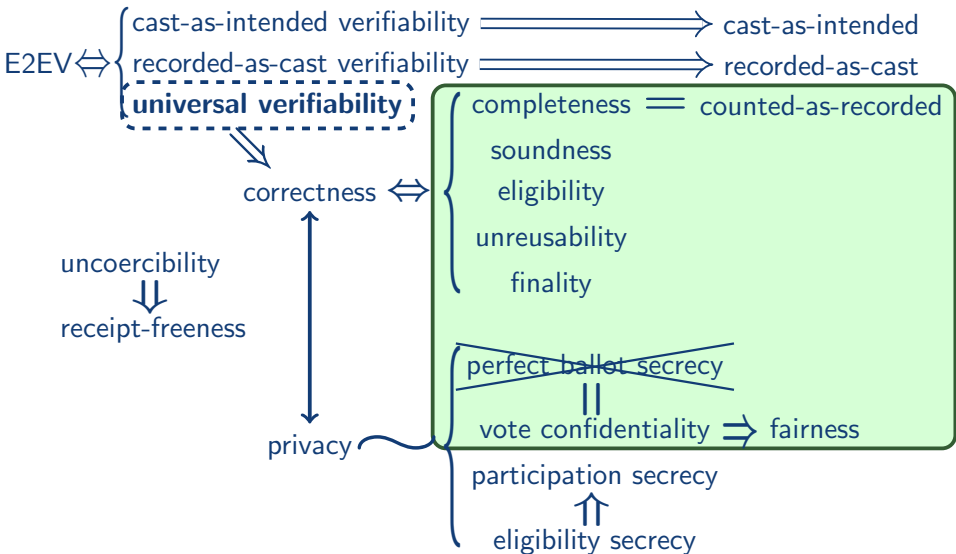 cast-as-intended verifiability cast-as-intended
E2EV recorded-as-cast verifiability recorded-as-cast
universal verifiability completeness counted-as-recorded
soundness
correctness eligibility
unreusability
uncoercibility finality
receipt-freeness
perfect ballot secrecy
privacy vote confidentiality fairness
participation secrecy
eligibility secrecy